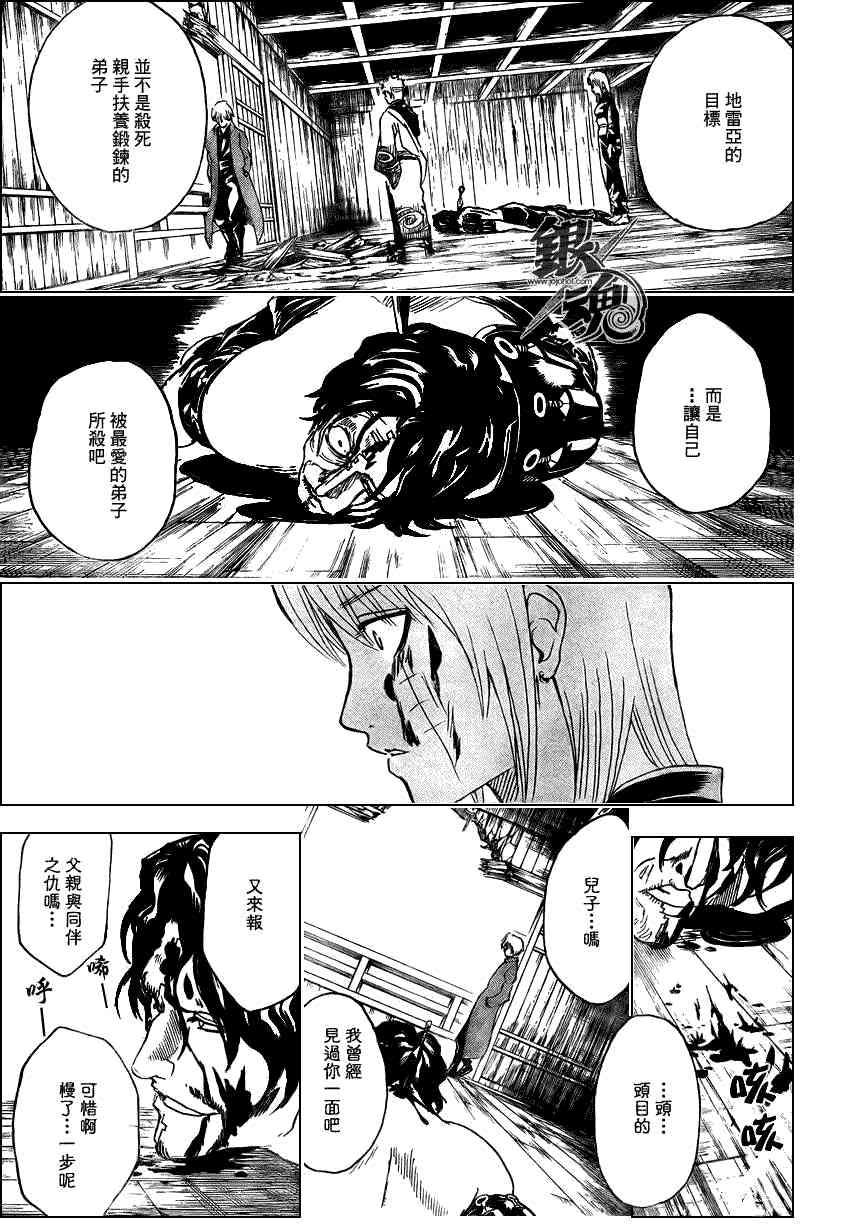 地雷亞的
目標
並不是殺死
親手扶養鍛鍊的
弟子
銀魂
www.jojohot.com
而是
…讓自己
被最愛的弟子
所殺吧
咳
咳
…頭…
頭目的
兒子…嗎
我曾經
見過你一面吧
又來報
父親與同伴
之仇嗎…
唏
呼
可惜啊
慢了…一步呢